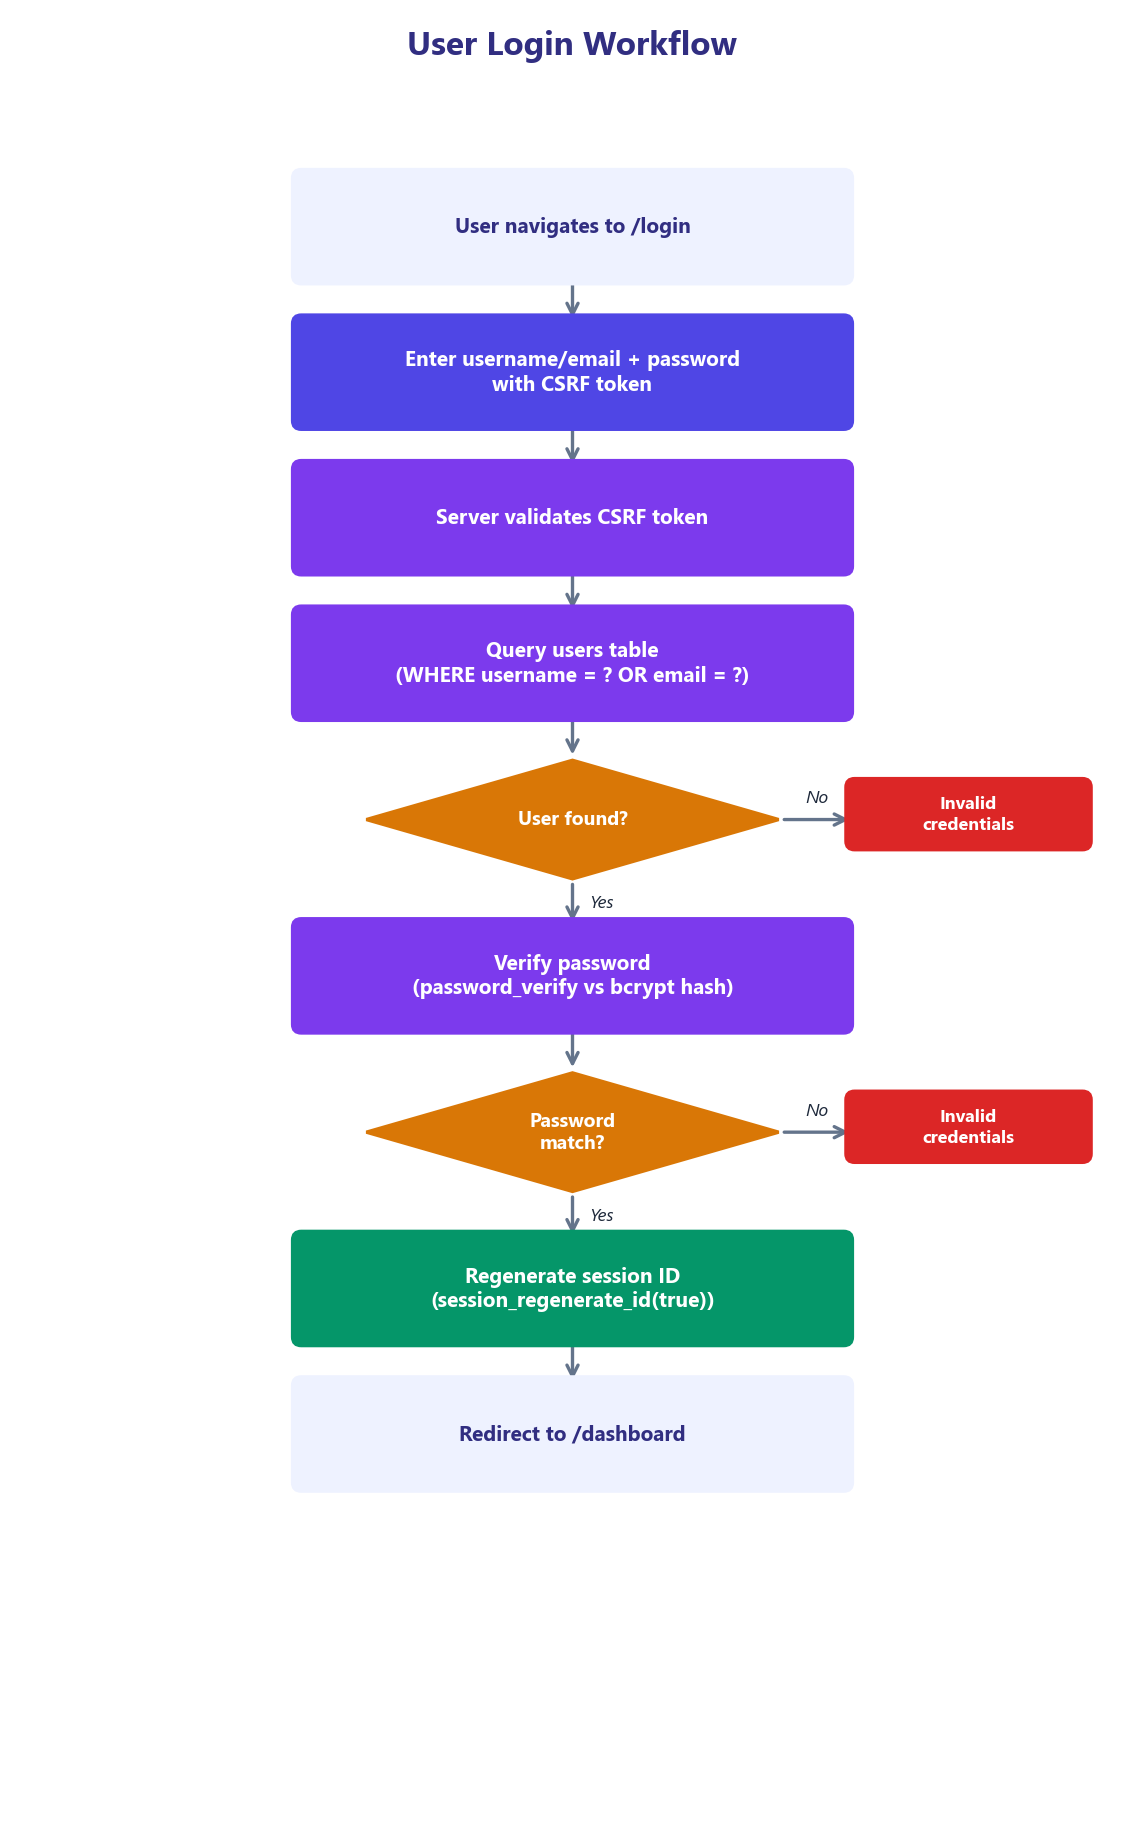 User Login Workflow
User navigates to /login
Enter username/email + password
with CSRF token
Server validates CSRF token
Query users table
(WHERE username = ? OR email = ?)
User found?
No
Invalid
credentials
Yes
Verify password
(password_verify vs bcrypt hash)
Password
match?
No
Invalid
credentials
Yes
Regenerate session ID
(session_regenerate_id(true))
Redirect to /dashboard